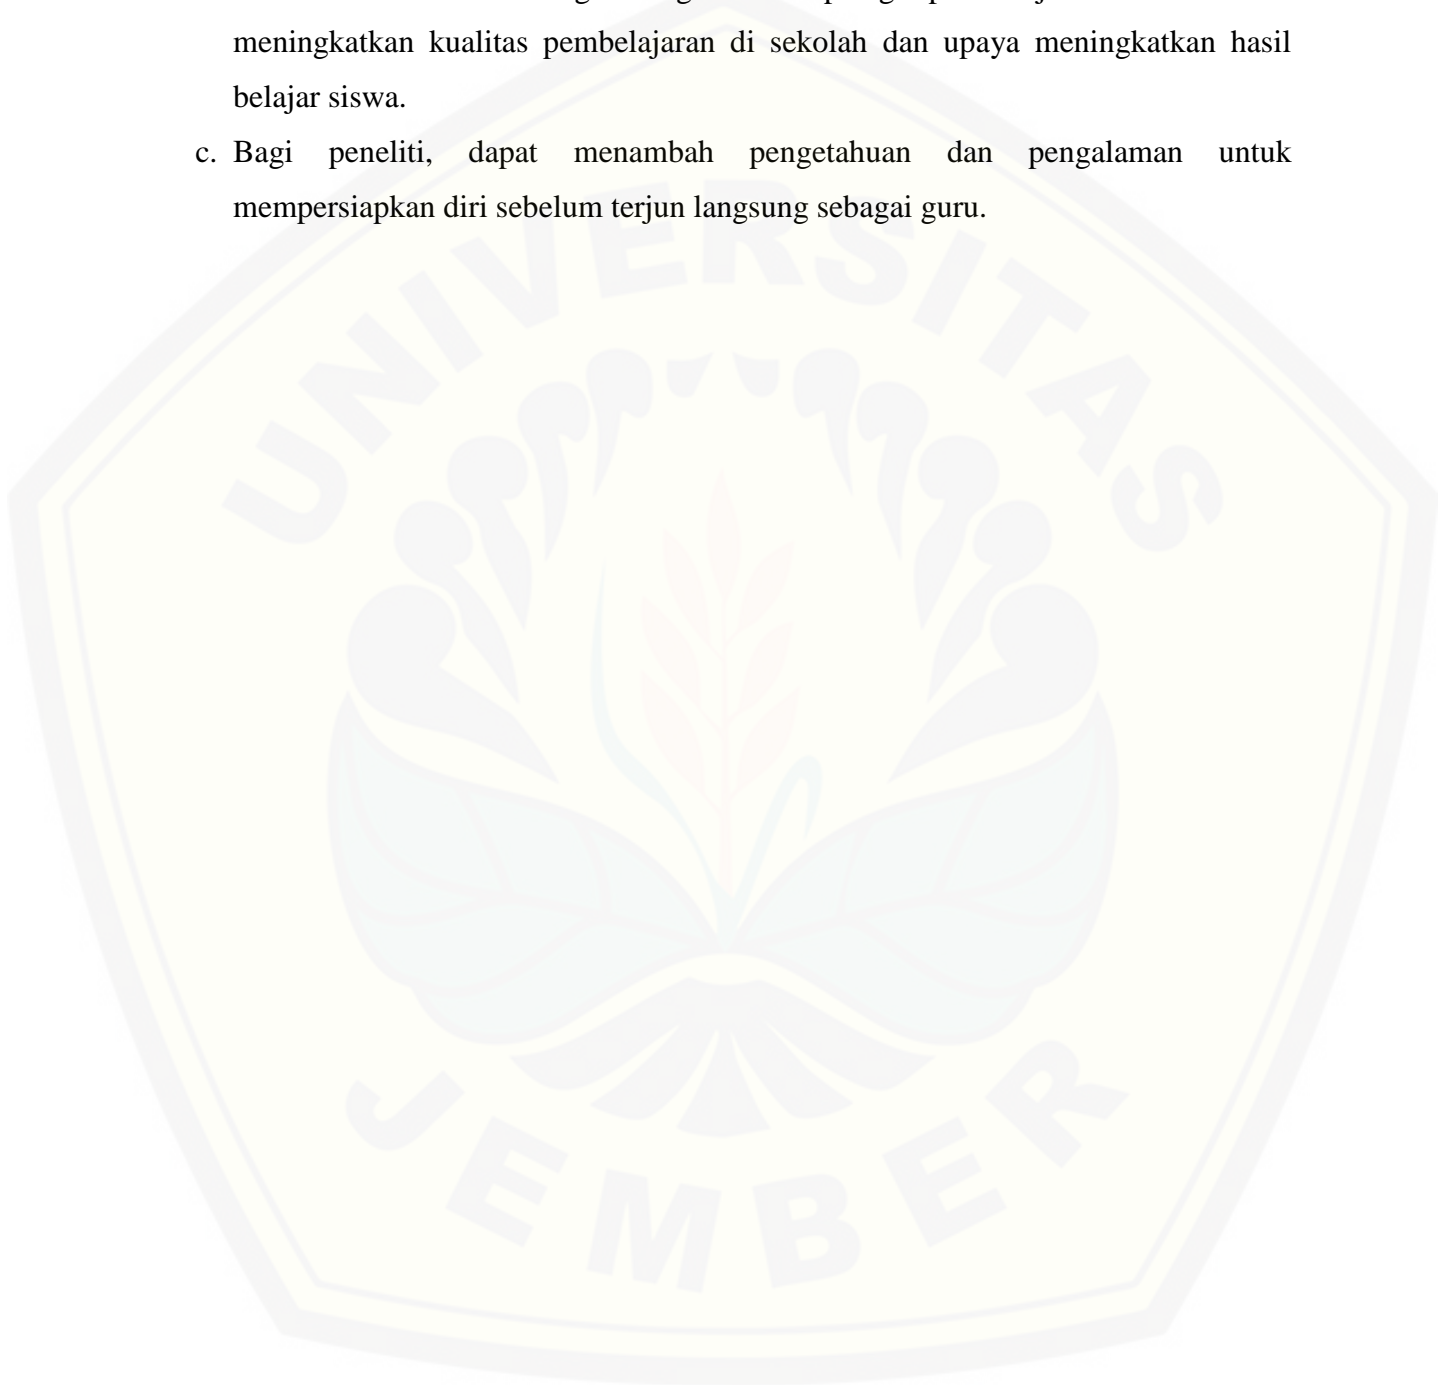 meningkatkan kualitas pembelajaran di sekolah dan upaya meningkatkan hasil
belajar siswa.
c. Bagi peneliti, dapat menambah pengetahuan dan pengalaman untuk
mempersiapkan diri sebelum terjun langsung sebagai guru.
UNIVERSITAS
JEMBER